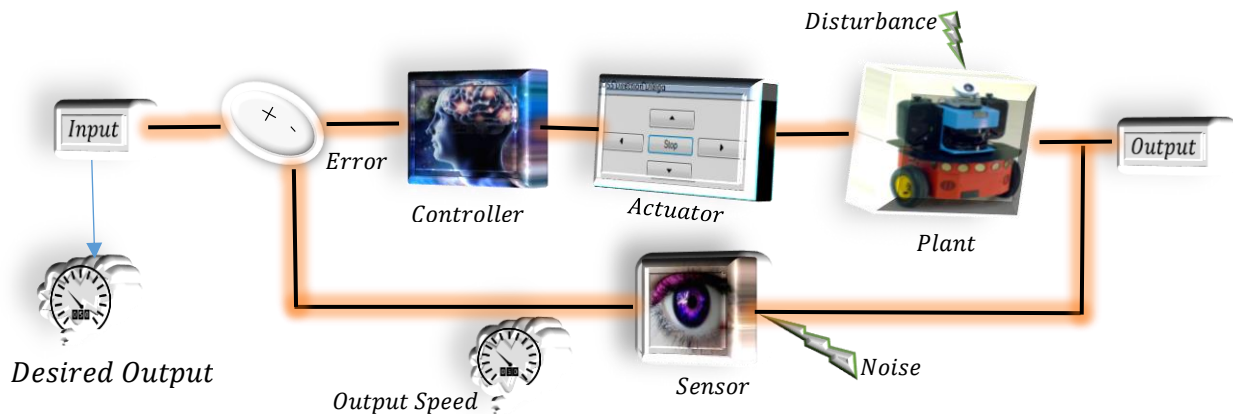 Disturbance
Input
+
-
Error
Controller
Stop
Actuator
Plant
Output
Desired Output
Output Speed
Sensor
Noise